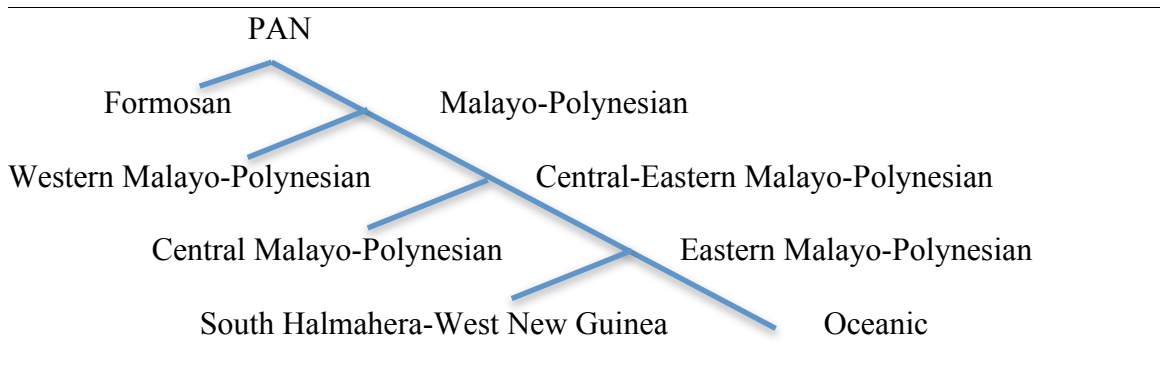 PAN
Formosan Malayo-Polynesian
Western Malayo-Polynesian Central-Eastern Malayo-Polynesian
Central Malayo-Polynesian Eastern Malayo-Polynesian
South Halmahera-West New Guinea Oceanic